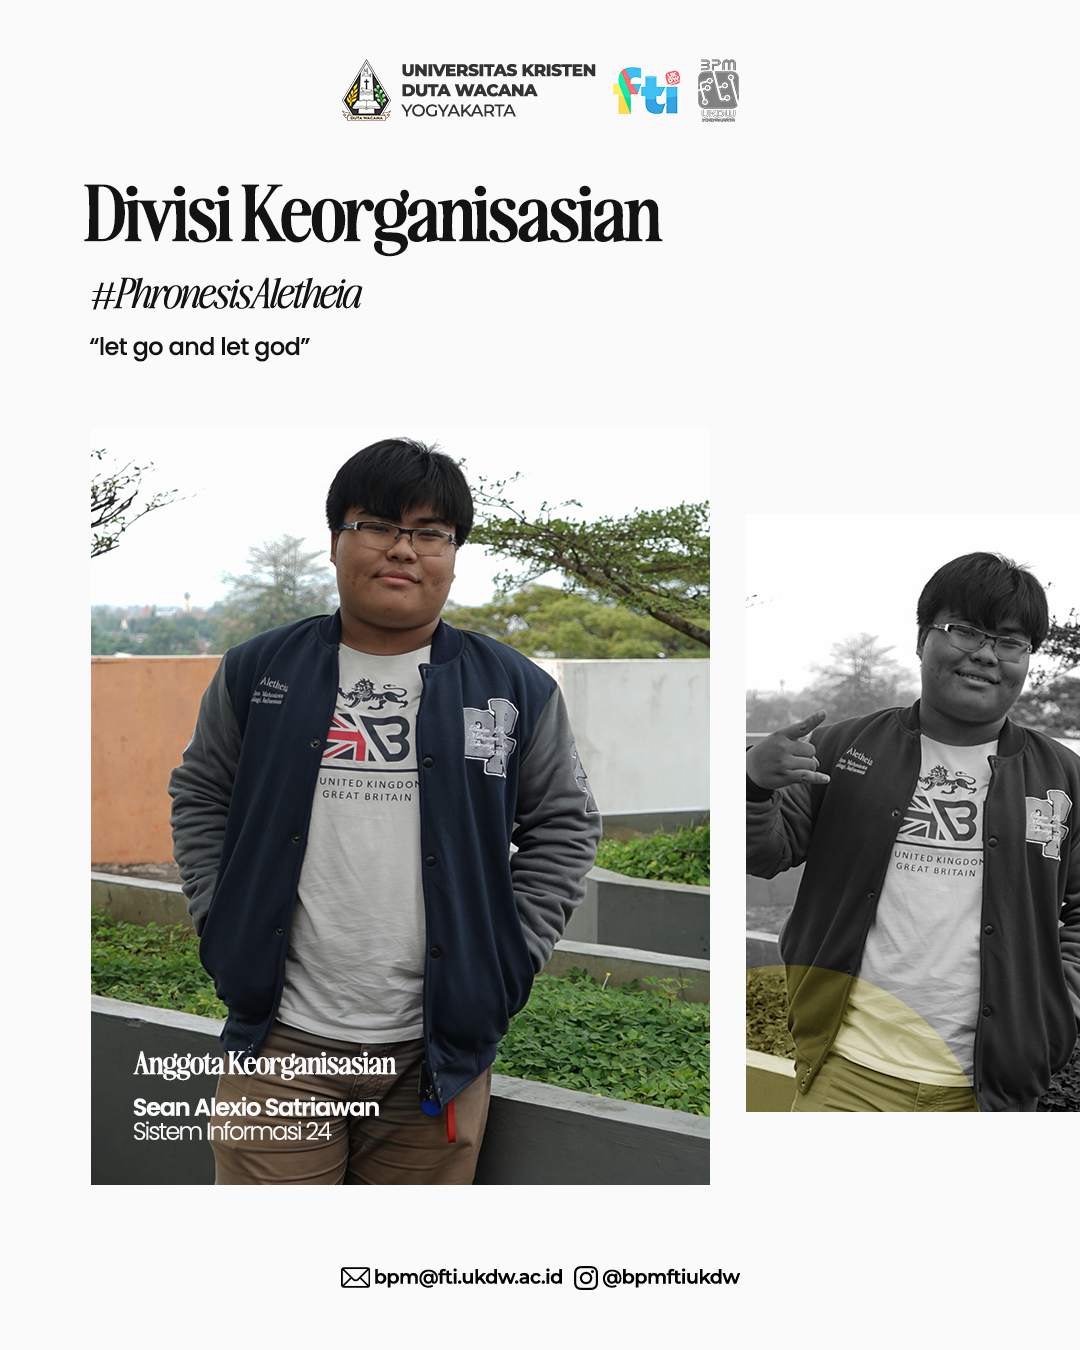 UNIVERSITAS KRISTEN
DUTA WACANA
YOGYAKARTA
DUTA WACANA
fti
BPM
UKDW
YOGYAKARTA
Divisi Keorganisasian
#PhronesisAletheia
“let go and let god”
Aletheia
UNITED KINGDOM
GREAT BRITAIN
Anggota Keorganisasian
Sean Alexio Satriawan
Sistem Informasi 24
Aletheia
UNITED KINGDOM
GREAT BRITAIN
bpm@fti.ukdw.ac.id
@bpmftiukdw